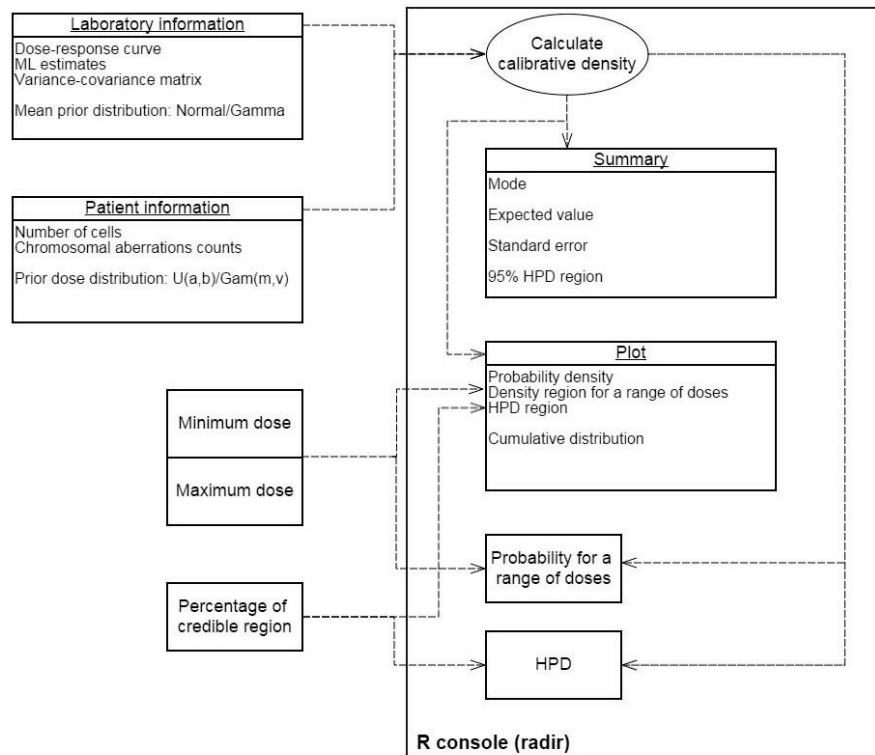 Laboratory information
Dose-response curve
ML estimates
Variance-covariance matrix
Mean prior distribution: Normal/Gamma
Patient information
Number of cells
Chromosomal aberrations counts
Prior dose distribution: U(a,b)/Gam(m,v)
Minimum dose
Maximum dose
Percentage of
credible region
Calculate
calibrative density
Summary
Mode
Expected value
Standard error
95% HPD region
Plot
Probability density
Density region for a range of doses
HPD region
Cumulative distribution
Probability for a
range of doses
HPD
R console (radir)